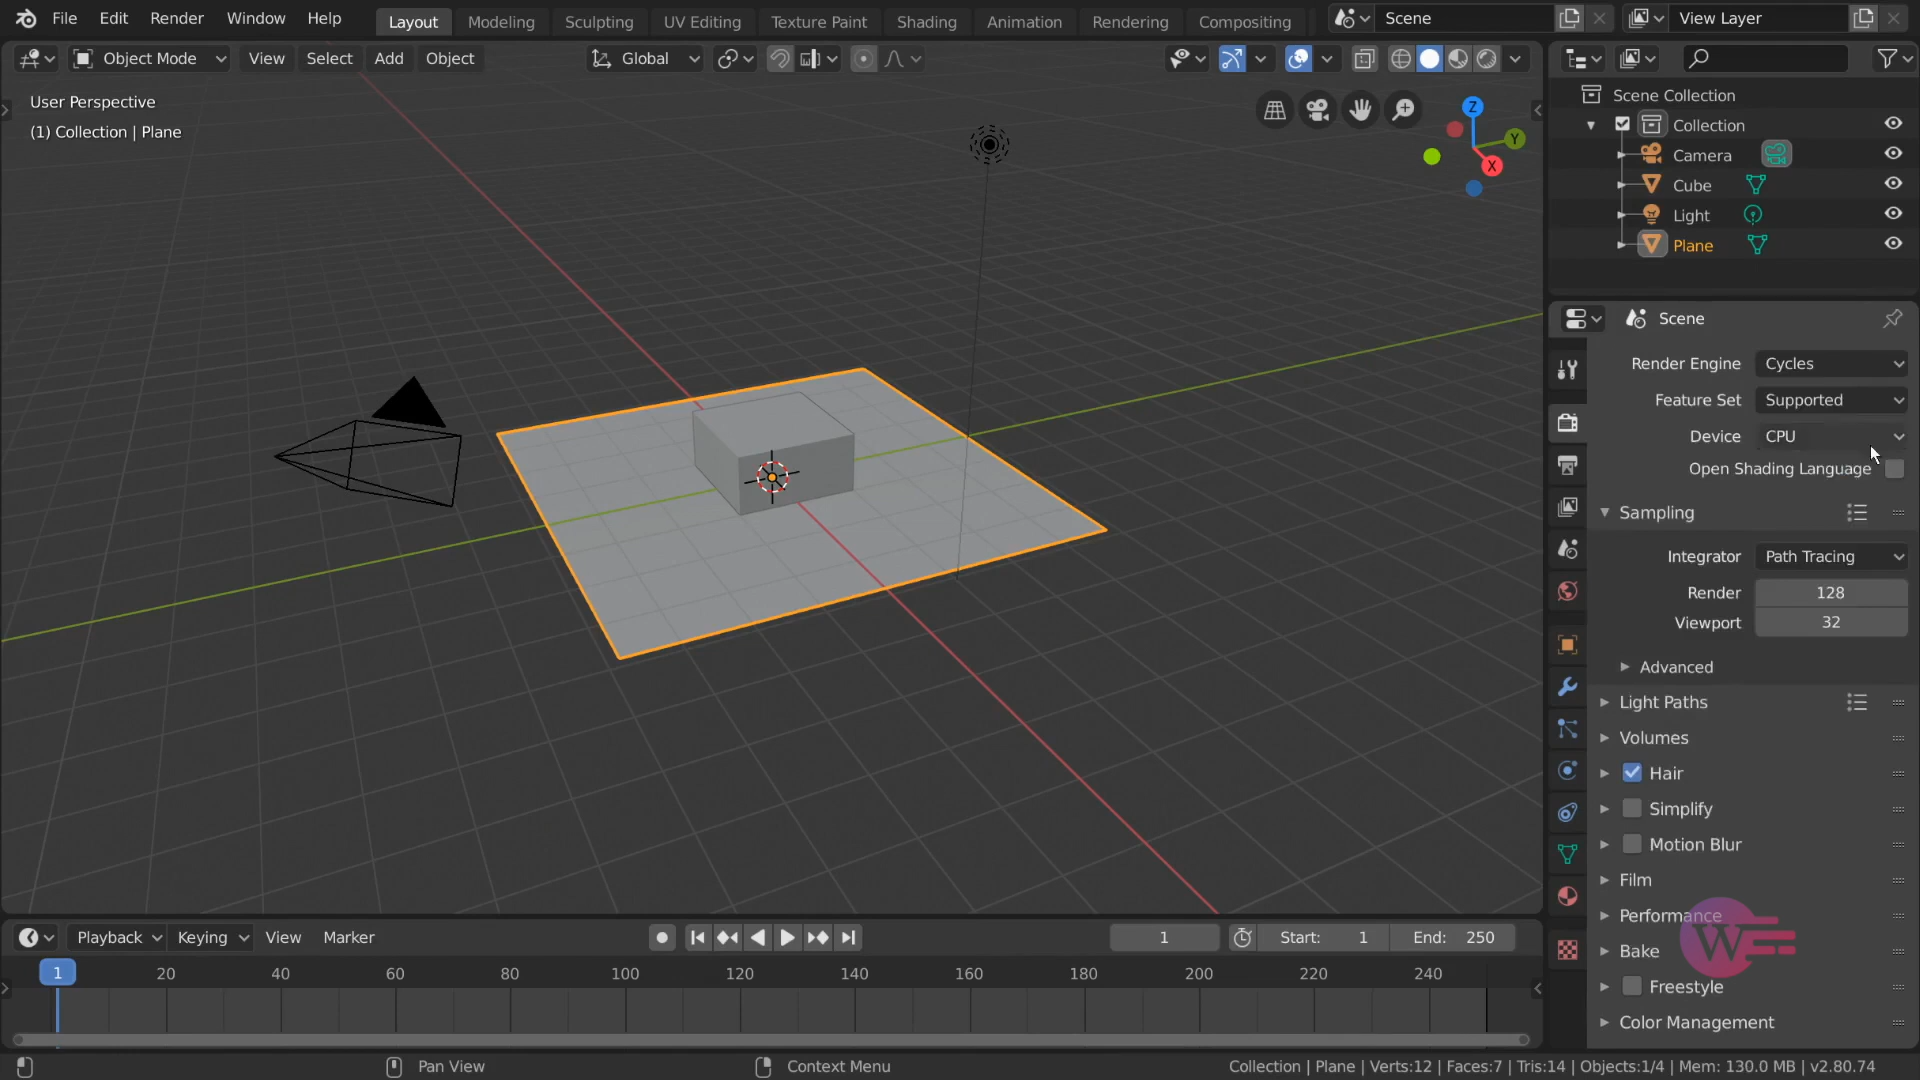 File Edit Render Window Help Layout Modeling Sculpting UV Editing Texture Paint Shading Animation Rendering Compositing Scene View Layer
Object Mode View Select Add Object Global
User Perspective
(1) Collection | Plane
Z
Y
X
Scene Collection
Collection
Camera
Cube
Light
Plane
Scene
Render Engine Cycles
Feature Set Supported
Device CPU
Open Shading Language
Sampling
Integrator Path Tracing
Render 128
Viewport 32
Advanced
Light Paths
Volumes
Hair
Simplify
Motion Blur
Film
Performance
Bake
Freestyle
Color Management
Playback Keying View Marker 1 Start: 1 End: 250
1 20 40 60 80 100 120 140 160 180 200 220 240
Pan View Context Menu Collection | Plane | Verts:12 | Faces:7 | Tris:14 | Objects:1/4 | Mem: 130.0 MB | v2.80.74